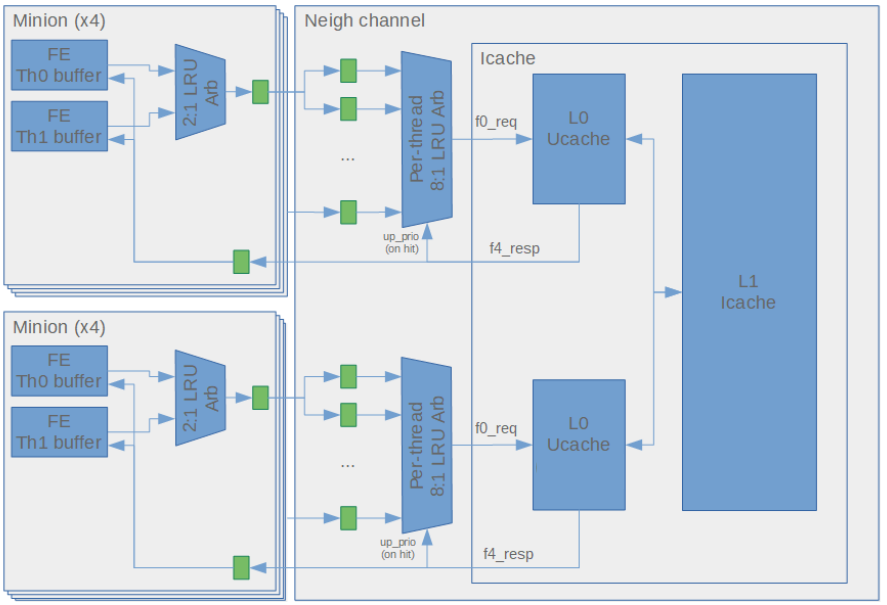 Minion (x4)
Neigh channel
FE
Th0 buffer
FE
Th1 buffer
2:1 LRU
Arb
...
Per-thread
8:1 LRU Arb
up_prio
(on hit)
f0_req
f4_resp
Icache
L0
Ucache
L1
Icache
Minion (x4)
FE
Th0 buffer
FE
Th1 buffer
2:1 LRU
Arb
...
Per-thread
8:1 LRU Arb
up_prio
(on hit)
f0_req
f4_resp
L0
Ucache